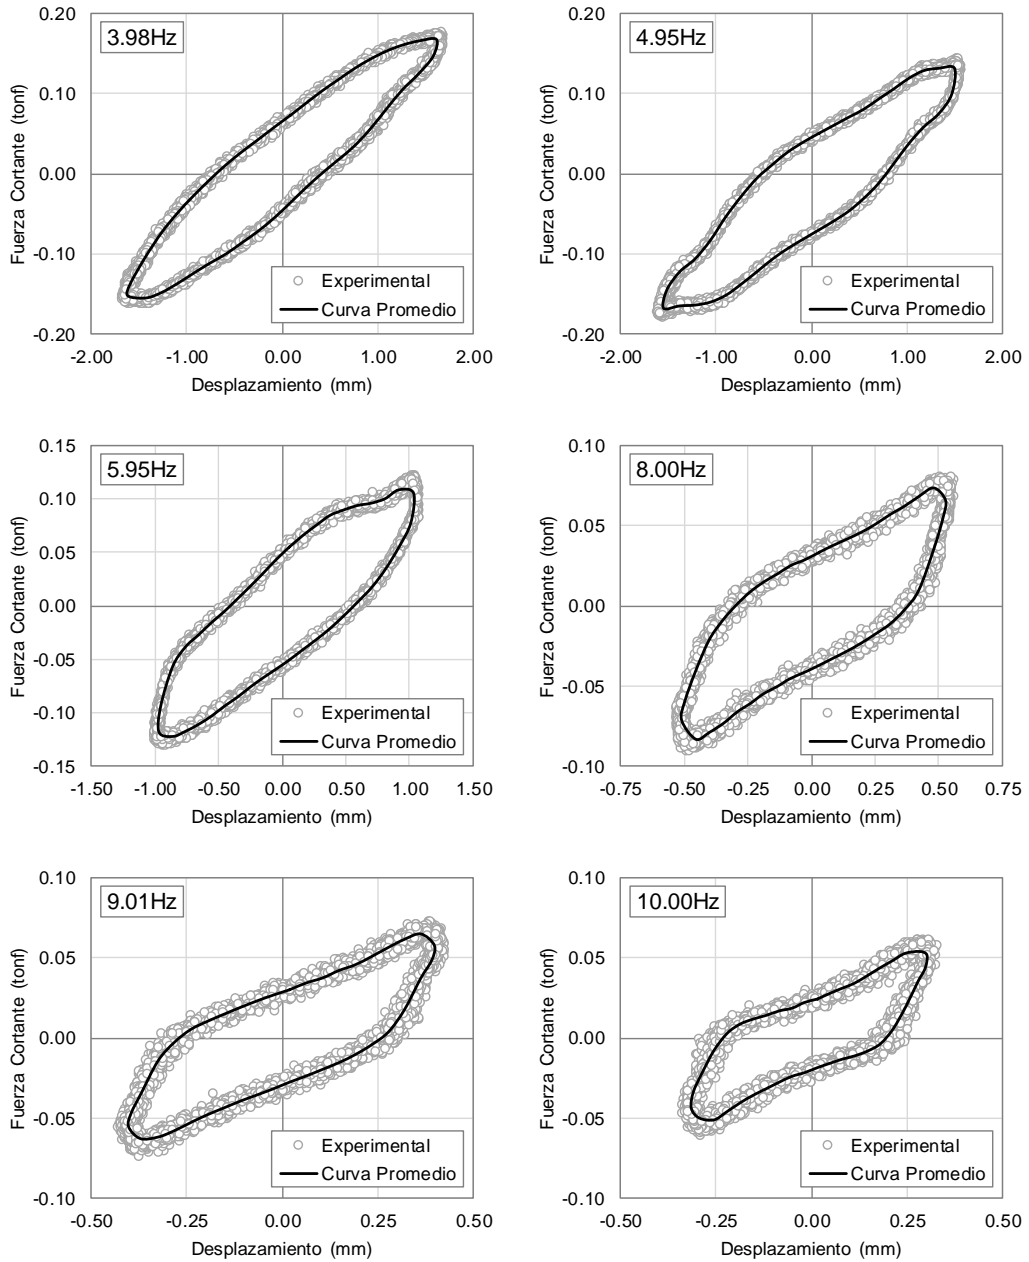 3.98Hz
Fuerza Cortante (tonf)
0.20
0.10
0.00
-0.10
-0.20
Experimental
Curva Promedio
-2.00 -1.00 0.00 1.00 2.00
Desplazamiento (mm)
4.95Hz
Fuerza Cortante (tonf)
0.20
0.10
0.00
-0.10
-0.20
Experimental
Curva Promedio
-2.00 -1.00 0.00 1.00 2.00
Desplazamiento (mm)
5.95Hz
Fuerza Cortante (tonf)
0.15
0.10
0.05
0.00
-0.05
-0.10
-0.15
Experimental
Curva Promedio
-1.50 -1.00 -0.50 0.00 0.50 1.00 1.50
Desplazamiento (mm)
8.00Hz
Fuerza Cortante (tonf)
0.10
0.05
0.00
-0.05
-0.10
Experimental
Curva Promedio
-0.75 -0.50 -0.25 0.00 0.25 0.50 0.75
Desplazamiento (mm)
9.01Hz
Fuerza Cortante (tonf)
0.10
0.05
0.00
-0.05
-0.10
Experimental
Curva Promedio
-0.50 -0.25 0.00 0.25 0.50
Desplazamiento (mm)
10.00Hz
Fuerza Cortante (tonf)
0.10
0.05
0.00
-0.05
-0.10
Experimental
Curva Promedio
-0.50 -0.25 0.00 0.25 0.50
Desplazamiento (mm)